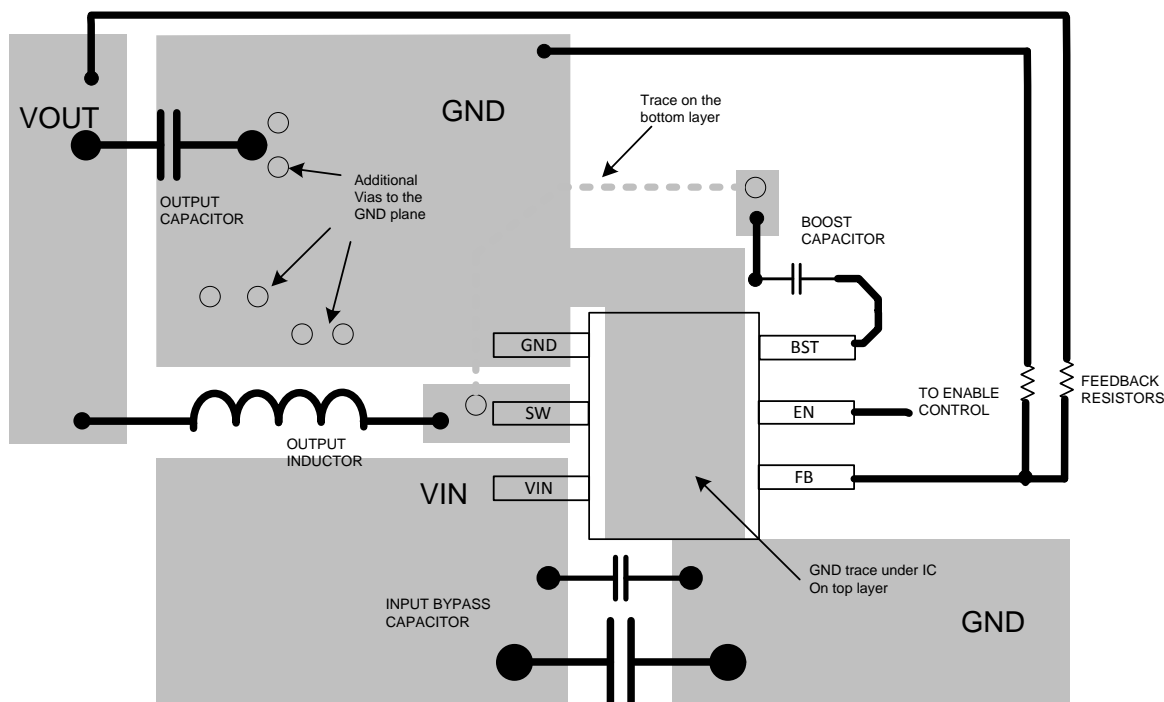 VOUT
GND
Trace on the
bottom layer
Additional
Vias to the
GND plane
OUTPUT
CAPACITOR
BOOST
CAPACITOR
GND
BST
TO ENABLE
CONTROL
FEEDBACK
RESISTORS
SW
EN
OUTPUT
INDUCTOR
VIN
VIN
FB
GND trace under IC
On top layer
INPUT BYPASS
CAPACITOR
GND